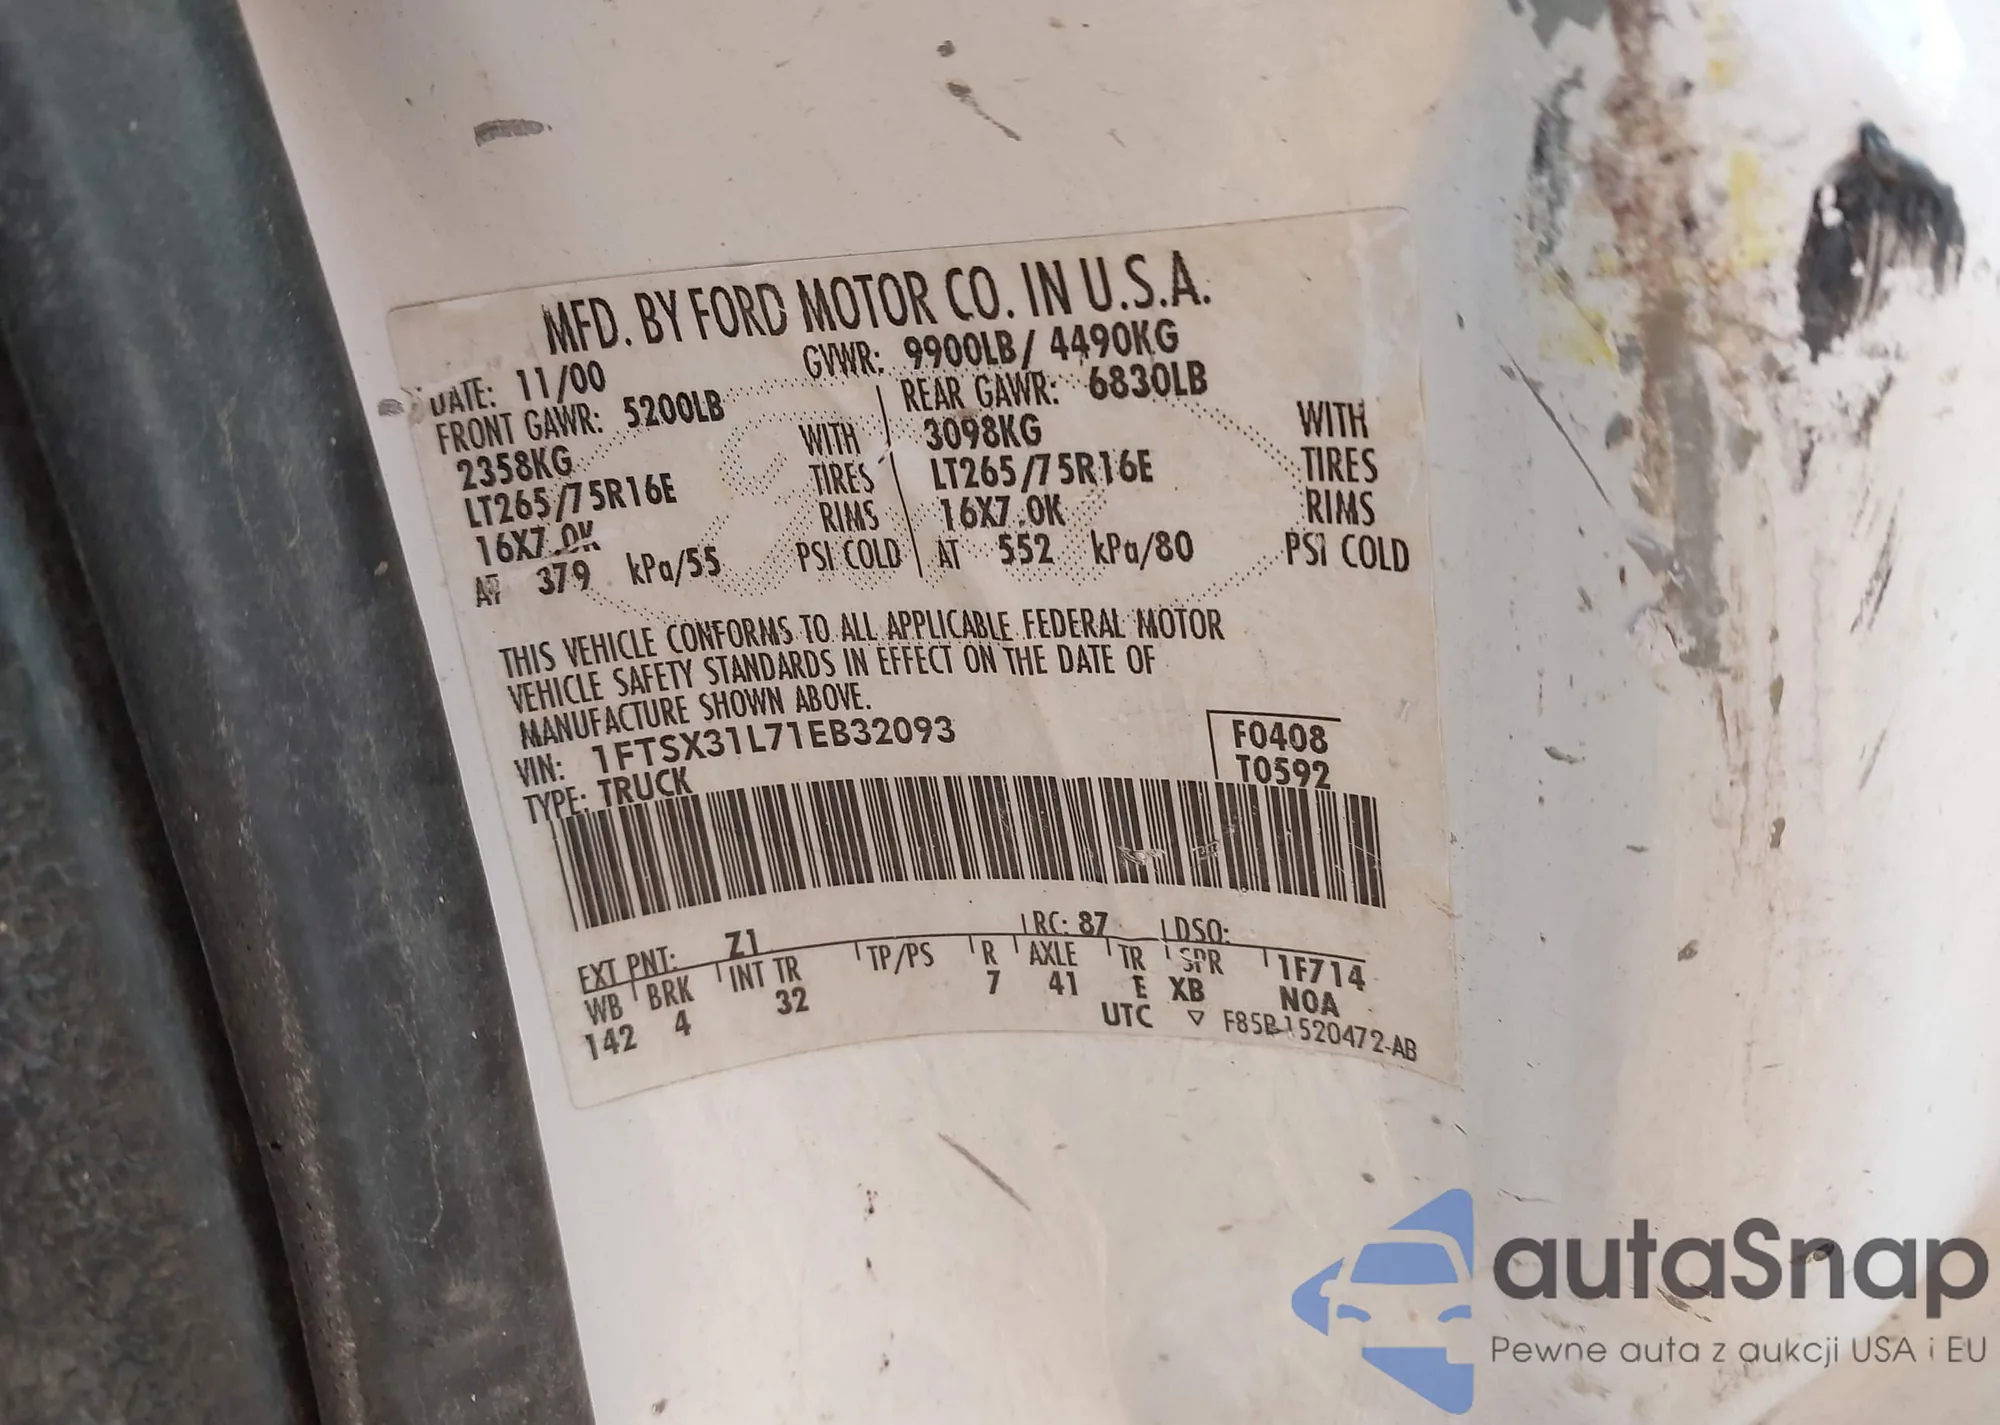 MFD. BY FORD MOTOR CO. IN U.S.A.
DATE: 11/00 GVWR: 9900LB/ 4490KG
FRONT GAWR: 5200LB REAR GAWR: 6830LB
2358KG WITH 3098KG WITH
LT265/75R16E TIRES LT265/75R16E TIRES
16X7.0K RIMS 16X7.0K RIMS
AT 379 kPa/55 PSI COLD AT 552 kPa/80 PSI COLD
THIS VEHICLE CONFORMS TO ALL APPLICABLE FEDERAL MOTOR
VEHICLE SAFETY STANDARDS IN EFFECT ON THE DATE OF
MANUFACTURE SHOWN ABOVE.
VIN: 1FTSX31L71EB32093 F0408
TYPE: TRUCK T0592
EXT PNT: Z1 RC: 87 DSO:
WB BRK INT TR TP/PS R AXLE TR SPR 1F714
142 4 32 7 41 E XB NOA
UTC ▽ F85B-1520472-AB
autaSnap
Pewne auta z aukcji USA i EU